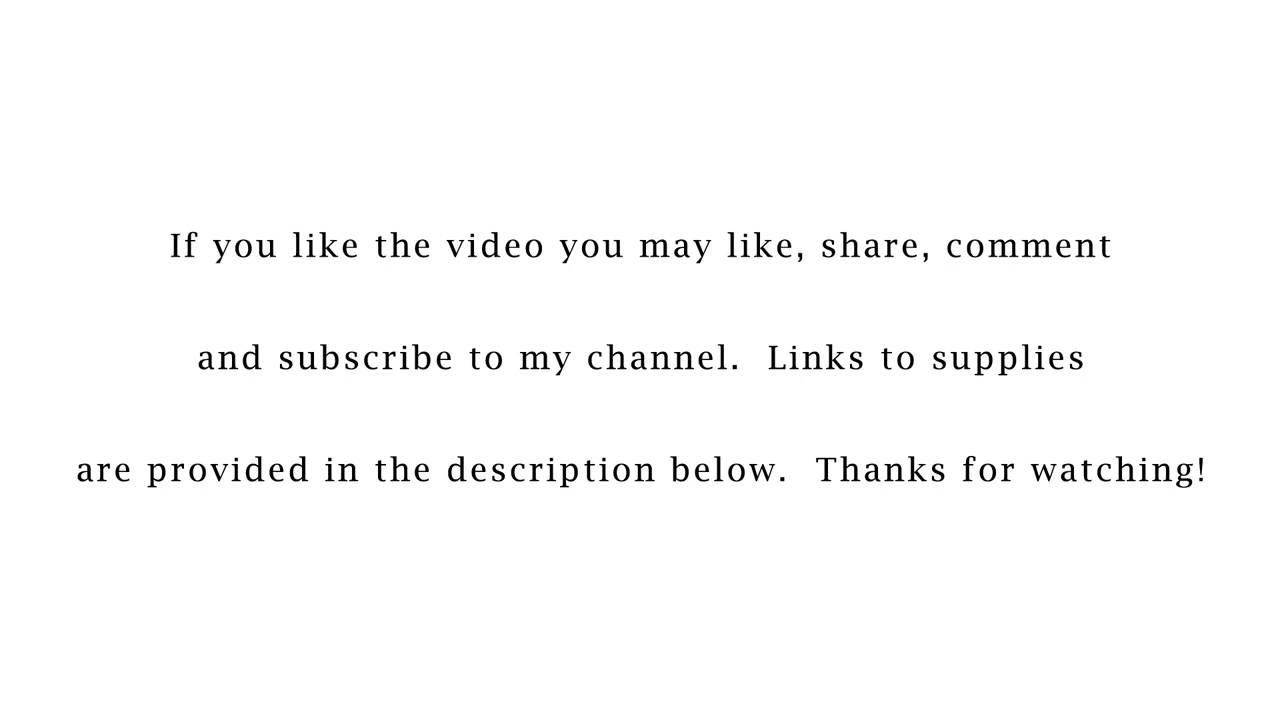 If you like the video you may like, share, comment
and subscribe to my channel.  Links to supplies
are provided in the description below.  Thanks for watching!